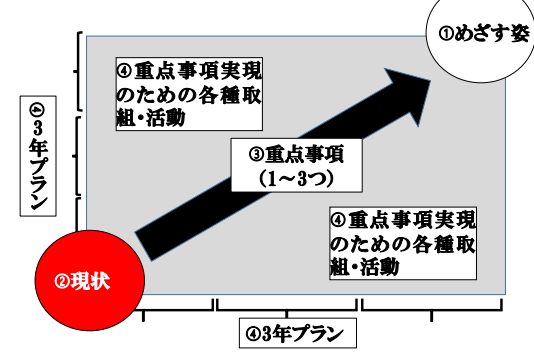 ①めざす姿
④重点事項実現
のための各種取
組・活動
④3年プラン
③重点事項
(1～3つ)
④重点事項実現
のための各種取
組・活動
②現状
④3年プラン